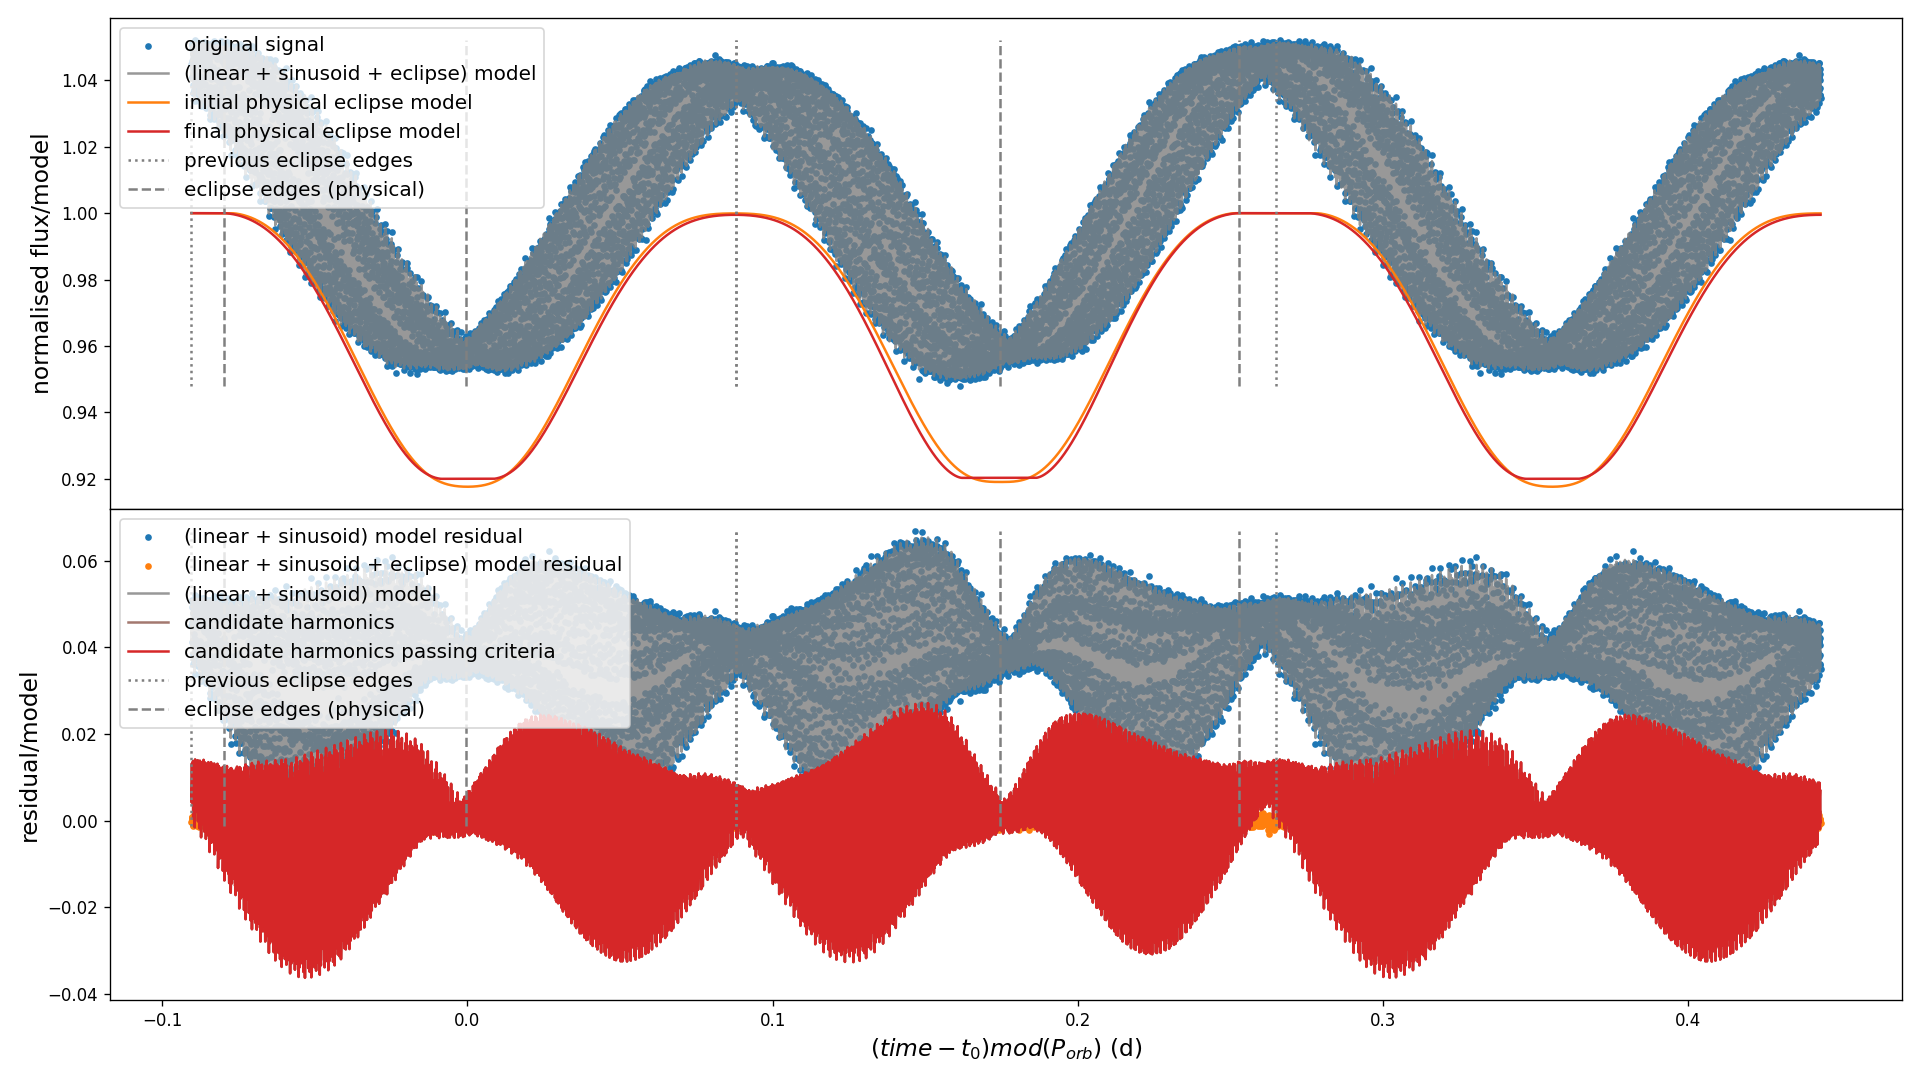 original signal
(linear + sinusoid + eclipse) model
initial physical eclipse model
final physical eclipse model
previous eclipse edges
eclipse edges (physical)
normalised flux/model
1.04
1.02
1.00
0.98
0.96
0.94
0.92
(linear + sinusoid) model residual
(linear + sinusoid + eclipse) model residual
(linear + sinusoid) model
candidate harmonics
candidate harmonics passing criteria
previous eclipse edges
eclipse edges (physical)
residual/model
0.06
0.04
0.02
0.00
−0.02
−0.04
−0.1 0.0 0.1 0.2 0.3 0.4
(time − t₀)mod(Pₒᵣb) (d)